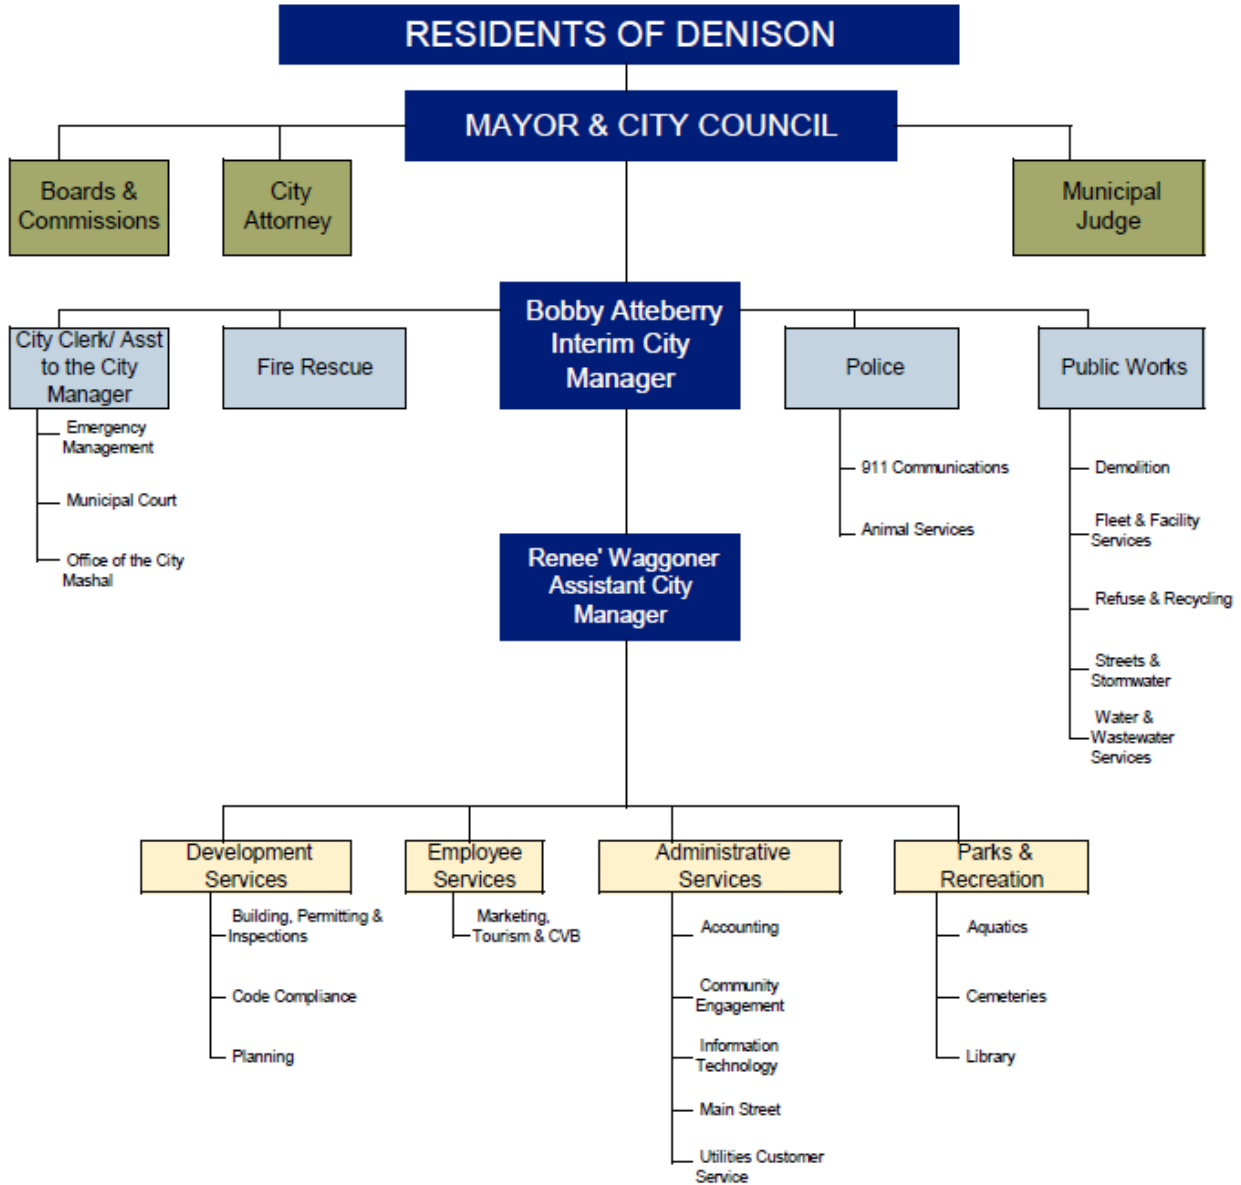 RESIDENTS OF DENISON
MAYOR & CITY COUNCIL
Boards &
Commissions
City
Attorney
Municipal
Judge
Bobby Atteberry
Interim City
Manager
City Clerk/ Asst
to the City
Manager
Fire Rescue
Police
Public Works
Emergency
Management
Municipal Court
Office of the City
Mashal
911 Communications
Animal Services
Demolition
Fleet & Facility
Services
Refuse & Recycling
Streets &
Stormwater
Water &
Wastewater
Services
Renee' Waggoner
Assistant City
Manager
Development
Services
Employee
Services
Administrative
Services
Parks &
Recreation
Building, Permitting &
Inspections
Code Compliance
Planning
Marketing,
Tourism & CVB
Accounting
Community
Engagement
Information
Technology
Main Street
Utilities Customer
Service
Aquatics
Cemeteries
Library